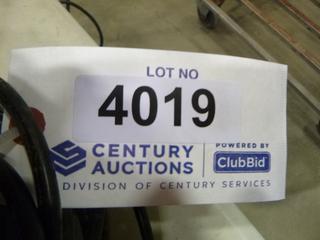 LOT NO
4019
CENTURY AUCTIONS
POWERED BY
ClubBid
DIVISION OF CENTURY SERVICES